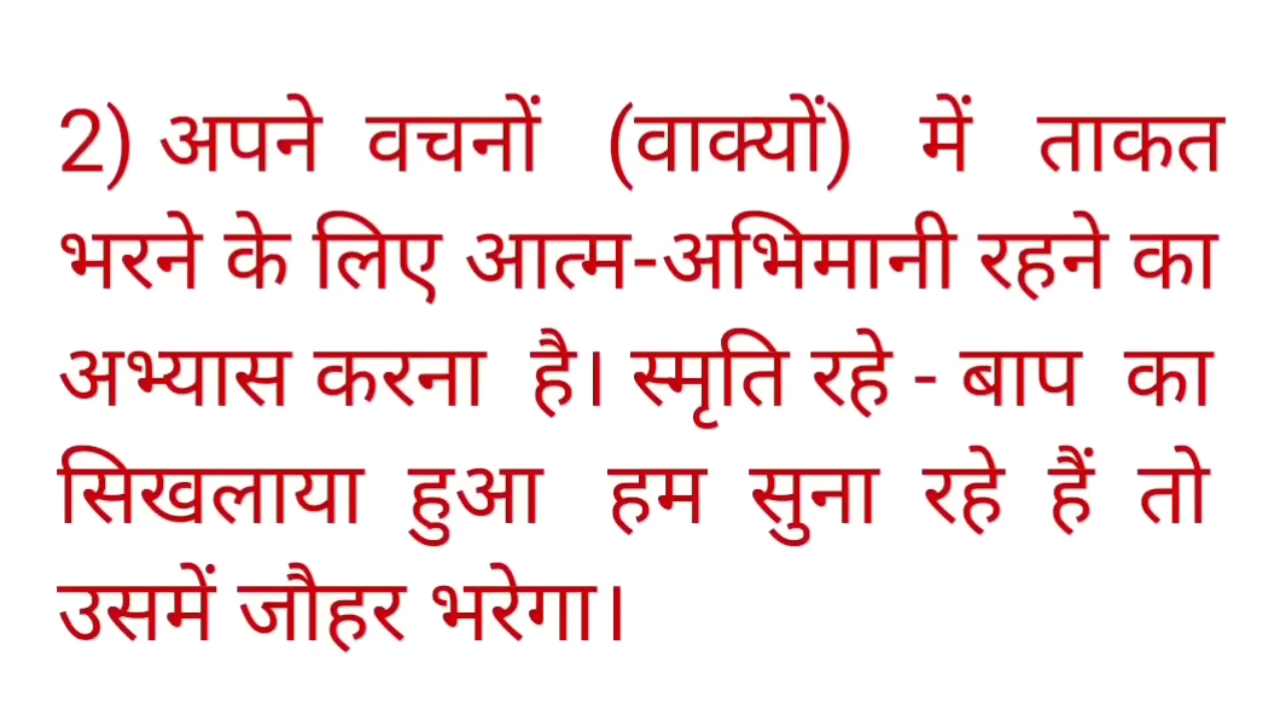 2) अपने वचनों (वाक्यों) में ताकत
भरने के लिए आत्म-अभिमानी रहने का
अभ्यास करना है। स्मृति रहे - बाप का
सिखलाया हुआ हम सुना रहे हैं तो
उसमें जौहर भरेगा।